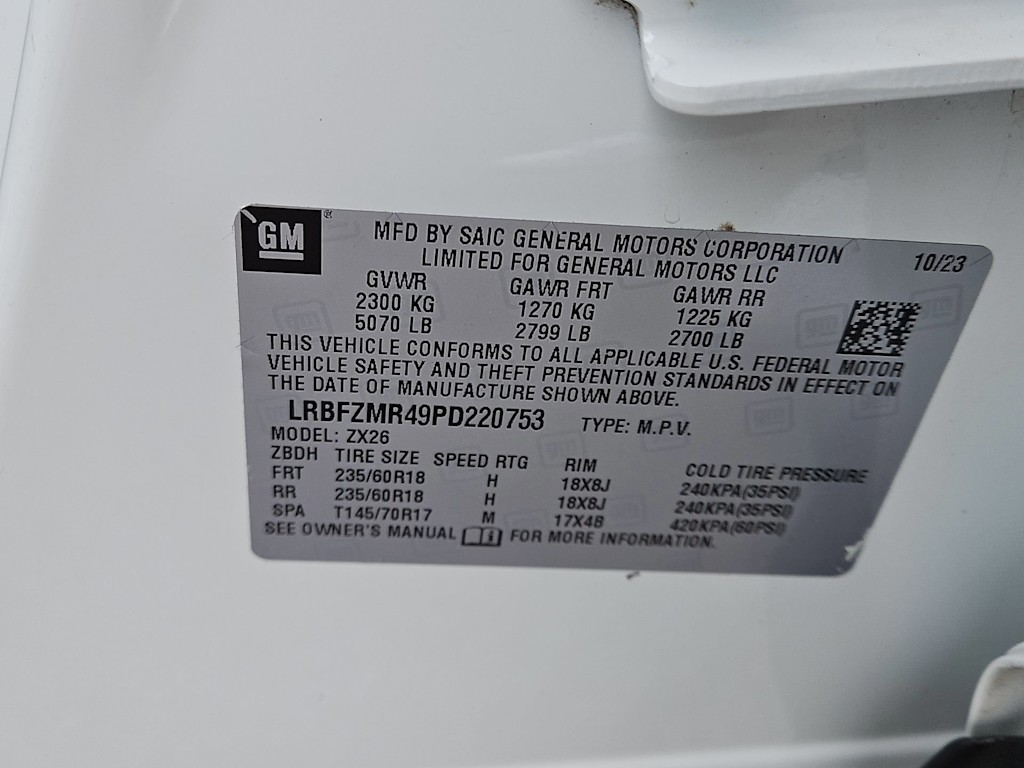 GM ®
MFD BY SAIC GENERAL MOTORS CORPORATION
LIMITED FOR GENERAL MOTORS LLC
10/23
GVWR GAWR FRT GAWR RR
2300 KG 1270 KG 1225 KG
5070 LB 2799 LB 2700 LB
THIS VEHICLE CONFORMS TO ALL APPLICABLE U.S. FEDERAL MOTOR
VEHICLE SAFETY AND THEFT PREVENTION STANDARDS IN EFFECT ON
THE DATE OF MANUFACTURE SHOWN ABOVE.
LRBFZMR49PD220753 TYPE: M.P.V.
MODEL: ZX26
ZBDH TIRE SIZE SPEED RTG RIM COLD TIRE PRESSURE
FRT 235/60R18 H 18X8J 240KPA(35PSI)
RR 235/60R18 H 18X8J 240KPA(35PSI)
SPA T145/70R17 M 17X4B 420KPA(60PSI)
SEE OWNER'S MANUAL FOR MORE INFORMATION.